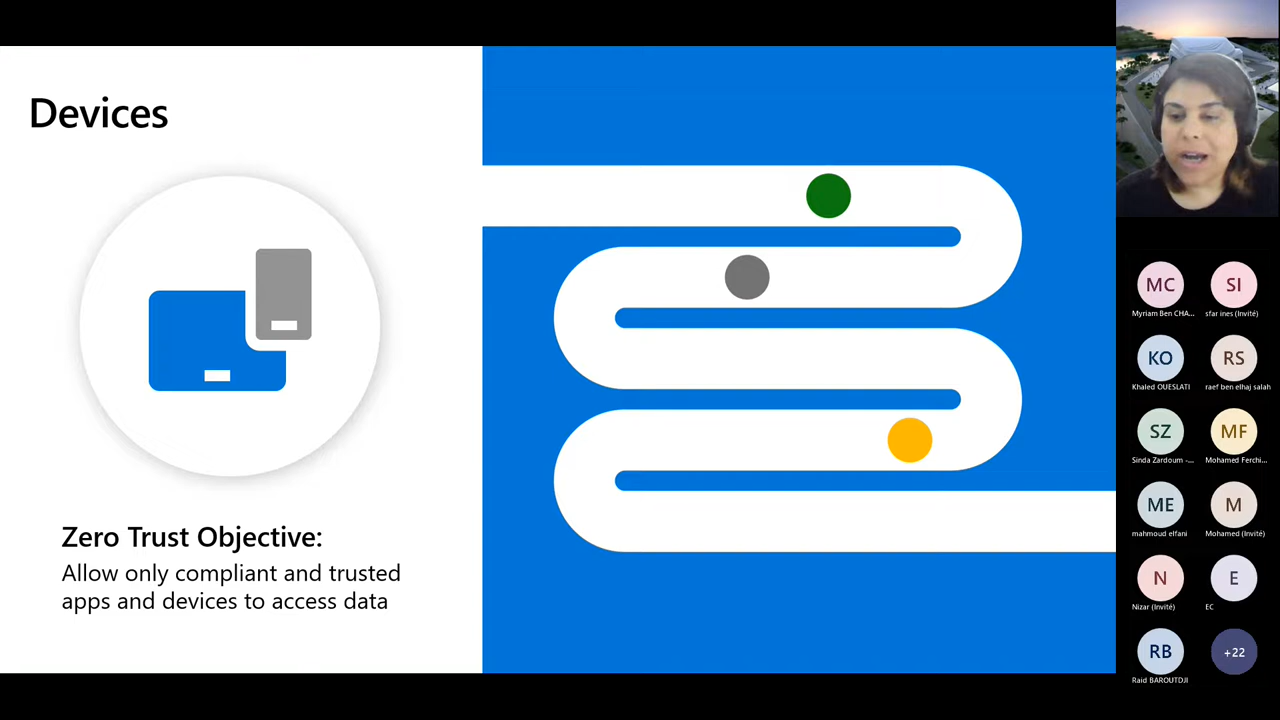 Devices
Zero Trust Objective:
Allow only compliant and trusted
apps and devices to access data
MC
SI
Myriam Ben CHA...
sfar ines (Invité)
KO
RS
Khaled OUESLATI
raef ben elhaj salah
SZ
MF
Sinda Zardoum -...
Mohamed Ferchi...
ME
M
mahmoud elfani
Mohamed (Invité)
N
E
Nizar (Invité)
EC
RB
+22
Raid BAROUTDJI